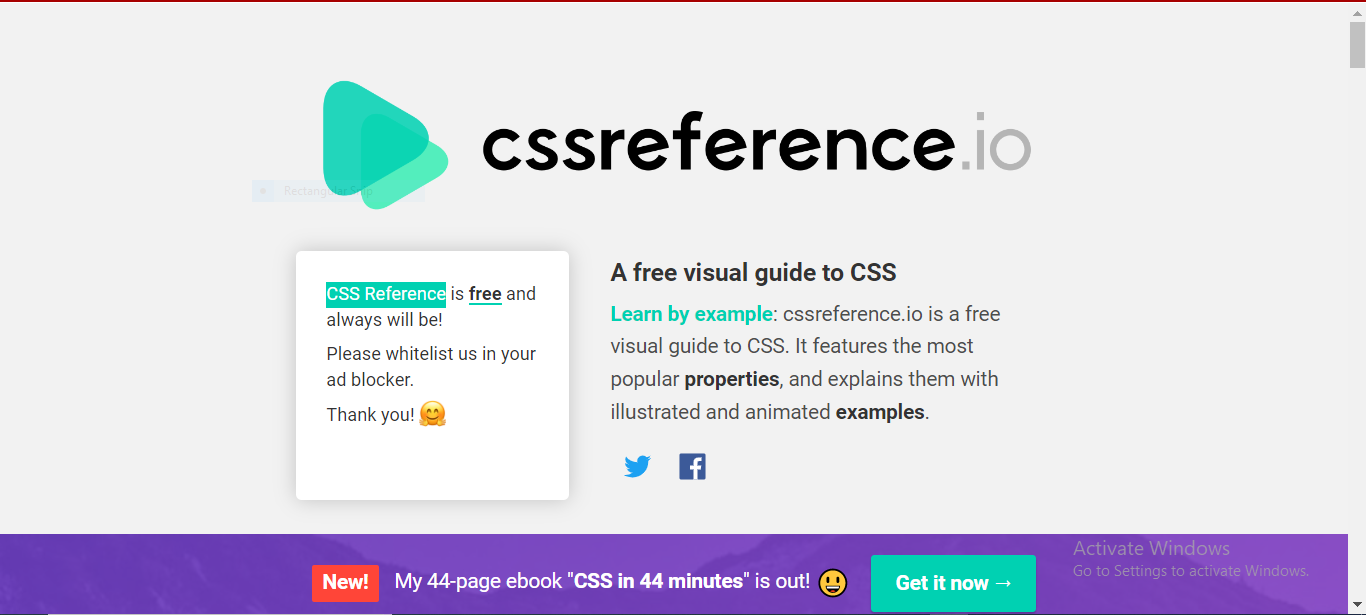 cssreference.io
Rectangular Snip
CSS Reference is free and
always will be!
Please whitelist us in your
ad blocker.
Thank you! 🤗
A free visual guide to CSS
Learn by example: cssreference.io is a free
visual guide to CSS. It features the most
popular properties, and explains them with
illustrated and animated examples.
New! My 44-page ebook "CSS in 44 minutes" is out! 😃 Get it now →
Activate Windows
Go to Settings to activate Windows.